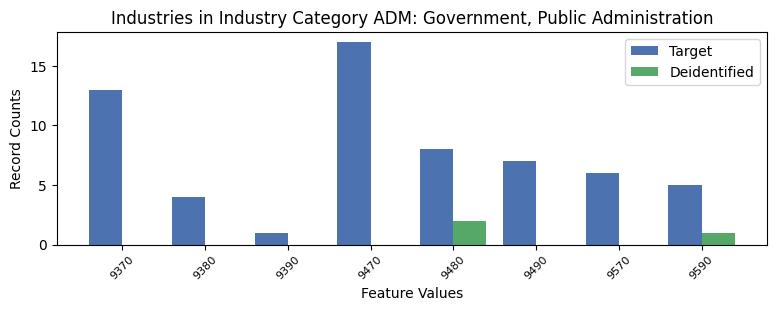 Industries in Industry Category ADM: Government, Public Administration
Target
Deidentified
Record Counts
15
10
5
0
9370 9380 9390 9470 9480 9490 9570 9590
Feature Values